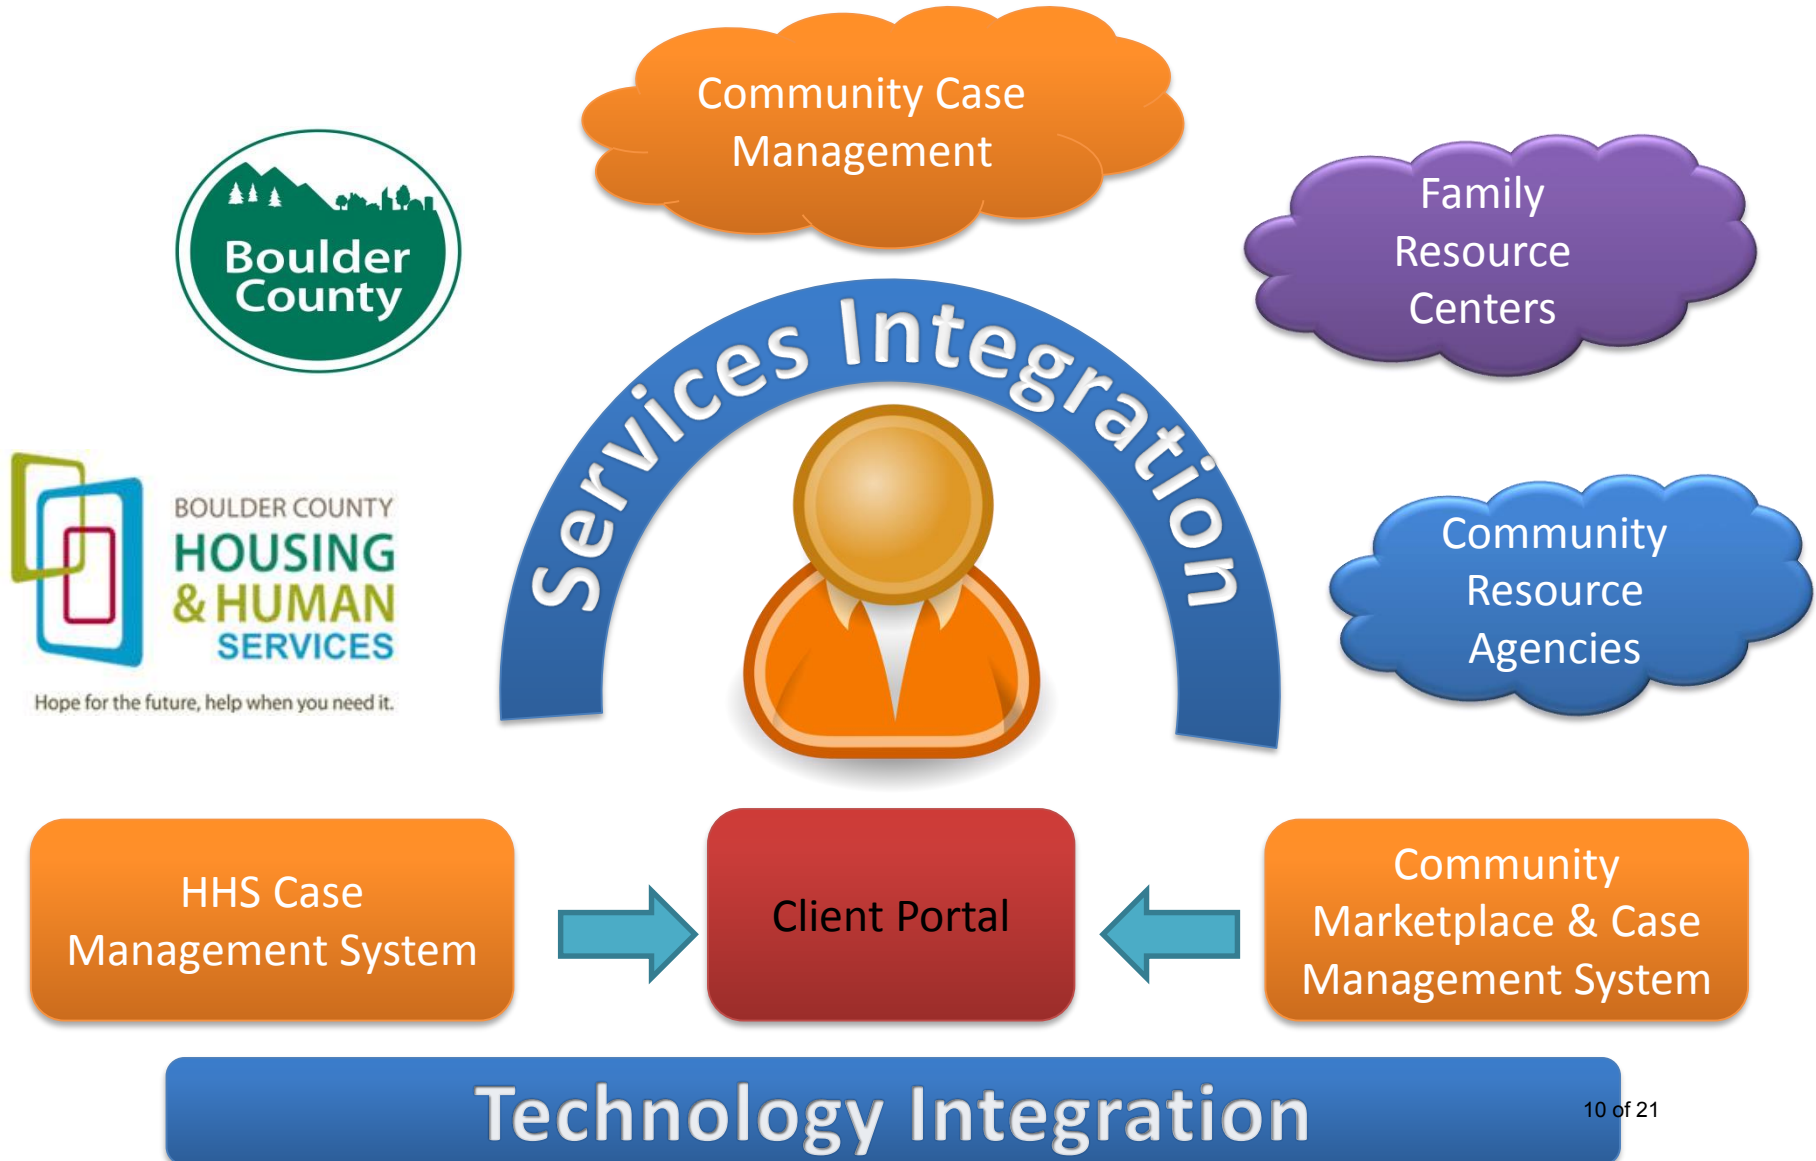 Community Case
Management
Boulder
County
Family
Resource
Centers
Services Integration
BOULDER COUNTY
HOUSING
& HUMAN
SERVICES
Hope for the future, help when you need it.
Community
Resource
Agencies
HHS Case
Management System
Client Portal
Community
Marketplace & Case
Management System
Technology Integration
10 of 21